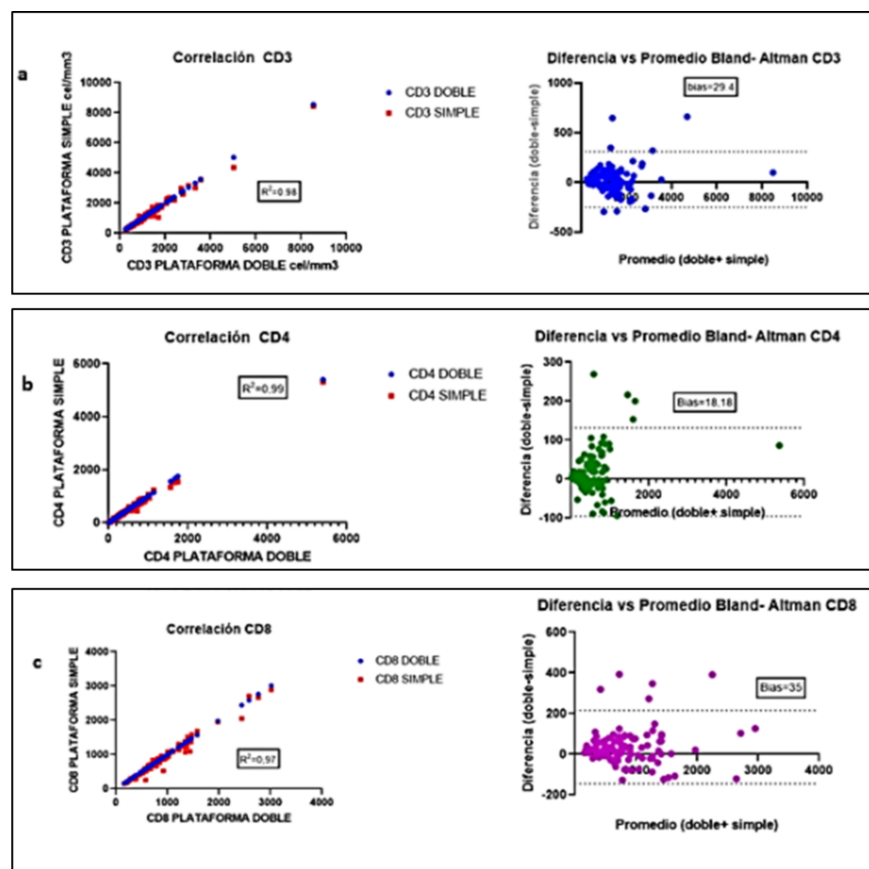 a
Correlación CD3
CD3 PLATAFORMA SIMPLE cel/mm3
10000
8000
6000
4000
2000
0
0 2000 4000 6000 8000 10000
CD3 PLATAFORMA DOBLE cel/mm3
R²=0.98
CD3 DOBLE
CD3 SIMPLE
Diferencia vs Promedio Bland- Altman CD3
Diferencia (doble-simple)
1000
500
0
-500
bias=29.4
2000 4000 6000 8000 10000
Promedio (doble+ simple)
b
Correlación CD4
CD4 PLATAFORMA SIMPLE
6000
4000
2000
0
0 2000 4000 6000
CD4 PLATAFORMA DOBLE
R²=0,99
CD4 DOBLE
CD4 SIMPLE
Diferencia vs Promedio Bland- Altman CD4
Diferencia (doble-simple)
300
200
100
0
-100
Bias=18,18
2000 4000 6000
Promedio (doble+ simple)
c
Correlación CD8
CD8 PLATAFORMA SIMPLE
4000
3000
2000
1000
0
0 1000 2000 3000 4000
CD8 PLATAFORMA DOBLE
R²=0,97
CD8 DOBLE
CD8 SIMPLE
Diferencia vs Promedio Bland- Altman CD8
Diferencia (doble-simple)
600
400
200
0
-200
Bias=35
1000 2000 3000 4000
Promedio (doble+ simple)